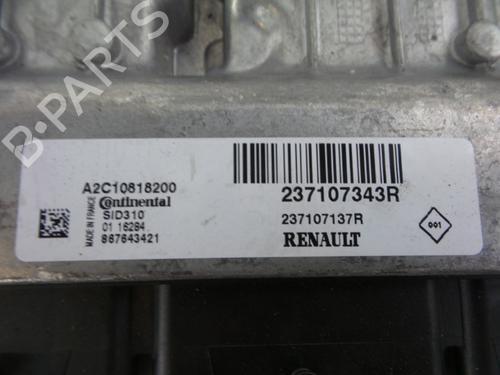 B-PARTS
A2C10818200
Continental
SID310
01 16284
867643421
MADE IN FRANCE
237107343R
237107137R
RENAULT
001